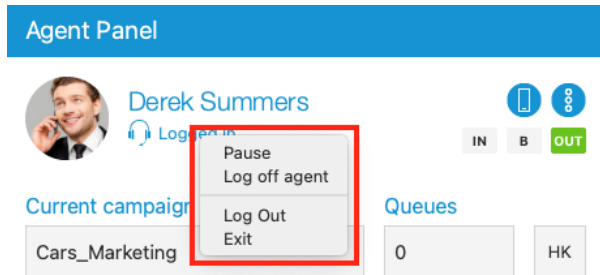 Agent Panel
Derek Summers
Logged in
IN B OUT
Pause
Log off agent
Log Out
Exit
Current campaign
Queues
Cars_Marketing
0
HK